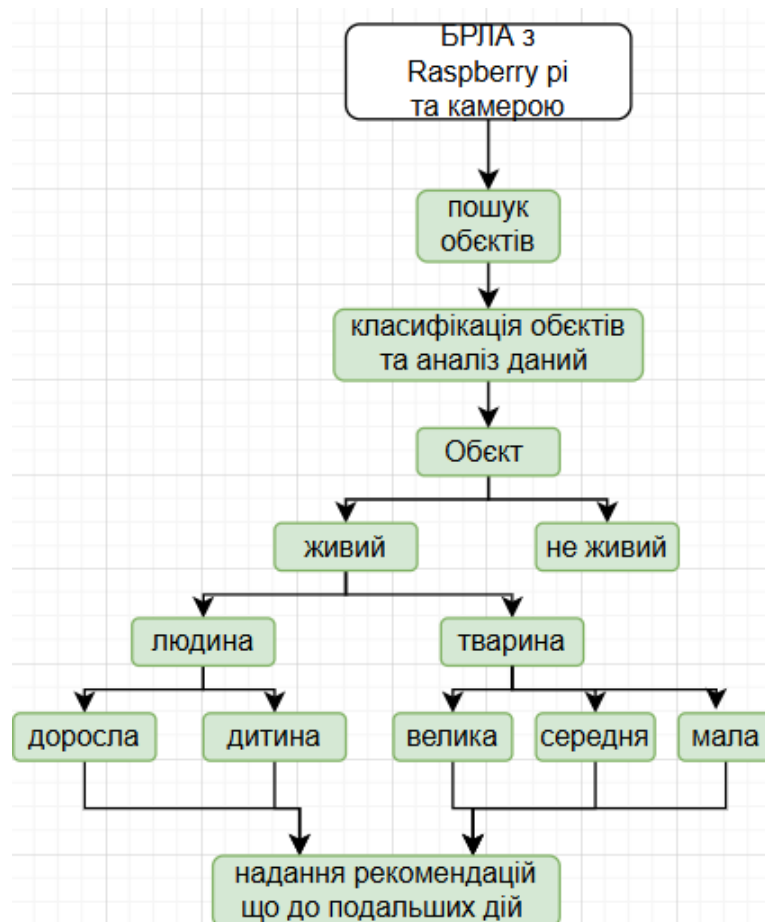 БРЛА з
Raspberry pi
та камерою
пошук
обєктів
класифікація обєктів
та аналіз даний
Обєкт
живий
не живий
людина
тварина
доросла
дитина
велика
середня
мала
надання рекомендацій
що до подальших дій